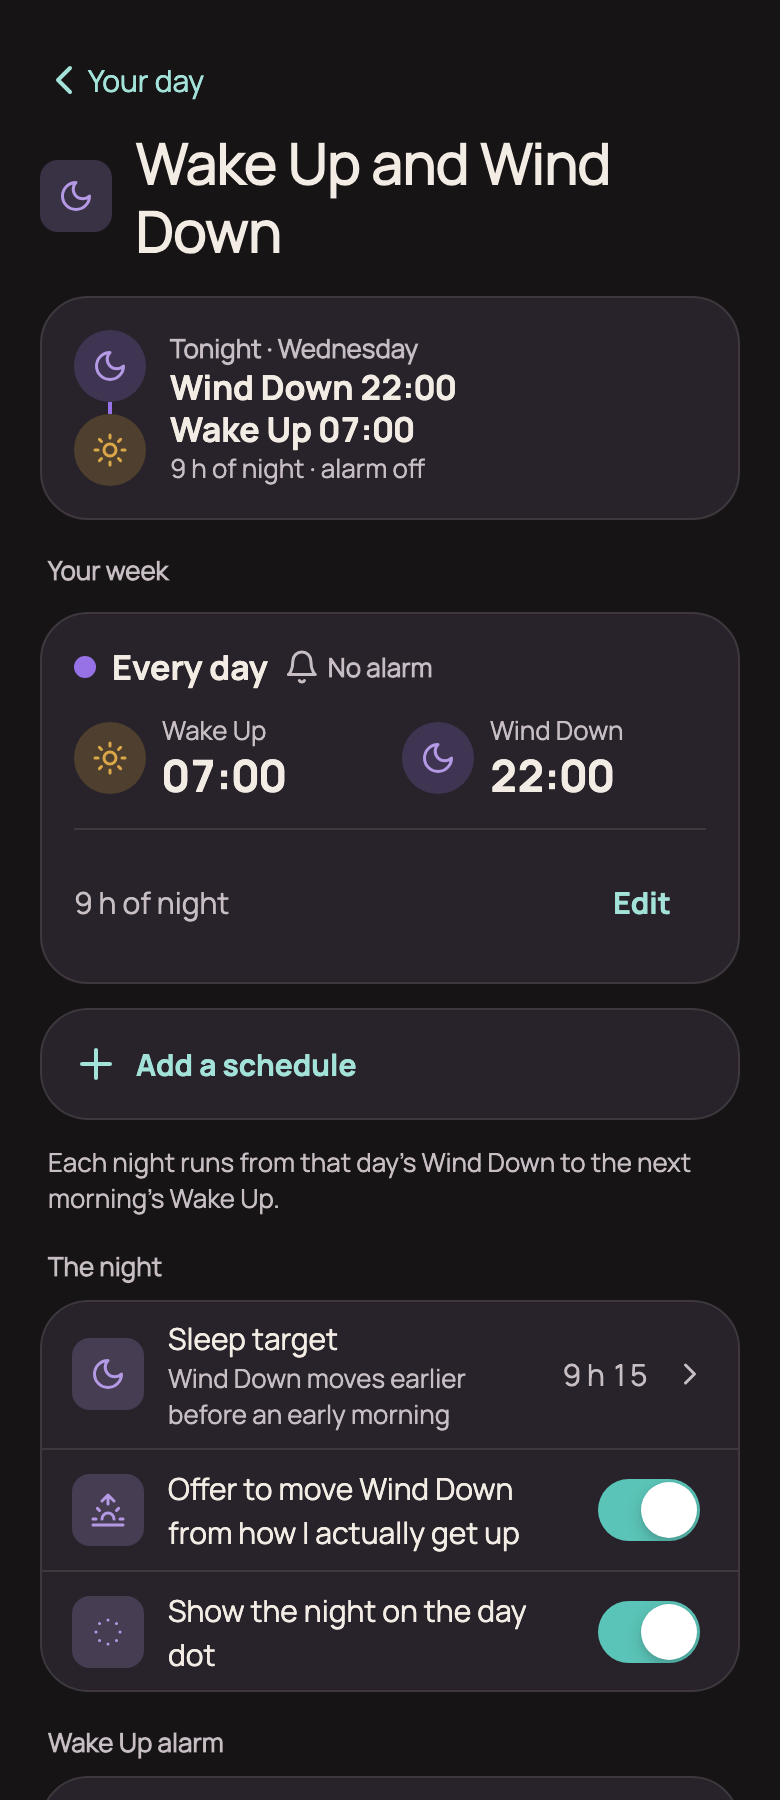 Your day
Wake Up and Wind
Down
Tonight · Wednesday
Wind Down 22:00
Wake Up 07:00
9 h of night · alarm off
Your week
Every day
No alarm
Wake Up
07:00
Wind Down
22:00
9 h of night
Edit
Add a schedule
Each night runs from that day's Wind Down to the next
morning's Wake Up.
The night
Sleep target
Wind Down moves earlier
before an early morning
9 h 15
Offer to move Wind Down
from how I actually get up
Show the night on the day
dot
Wake Up alarm